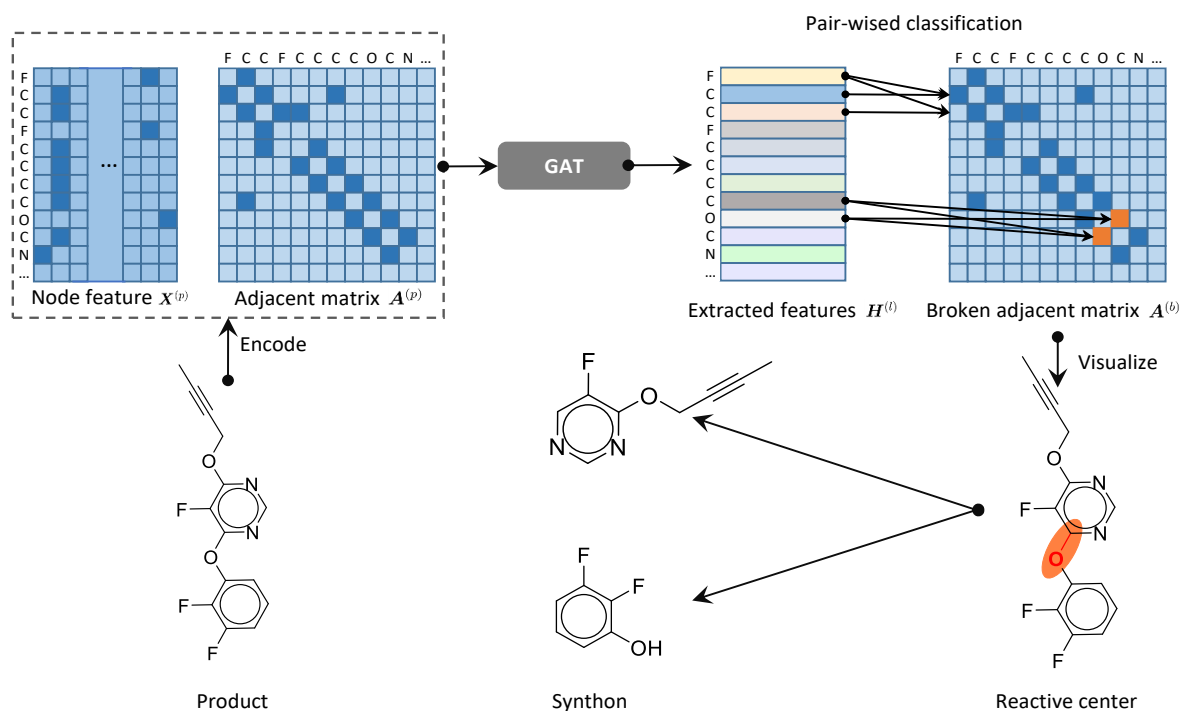 Pair-wised classification
F C C F C C C C O C N ...
F C C F C C C C O C N ...
F
C
C
F
C
C
C
C
O
C
N
...
...
GAT
F
C
C
F
C
C
C
C
O
C
N
...
Node feature X(p)
Adjacent matrix A(p)
Extracted features H(l)
Broken adjacent matrix A(b)
Encode
Visualize
O
N
N
F
O
F
F
F
O
N
N
F
F
OH
O
N
N
F
O
F
F
Product
Synthon
Reactive center